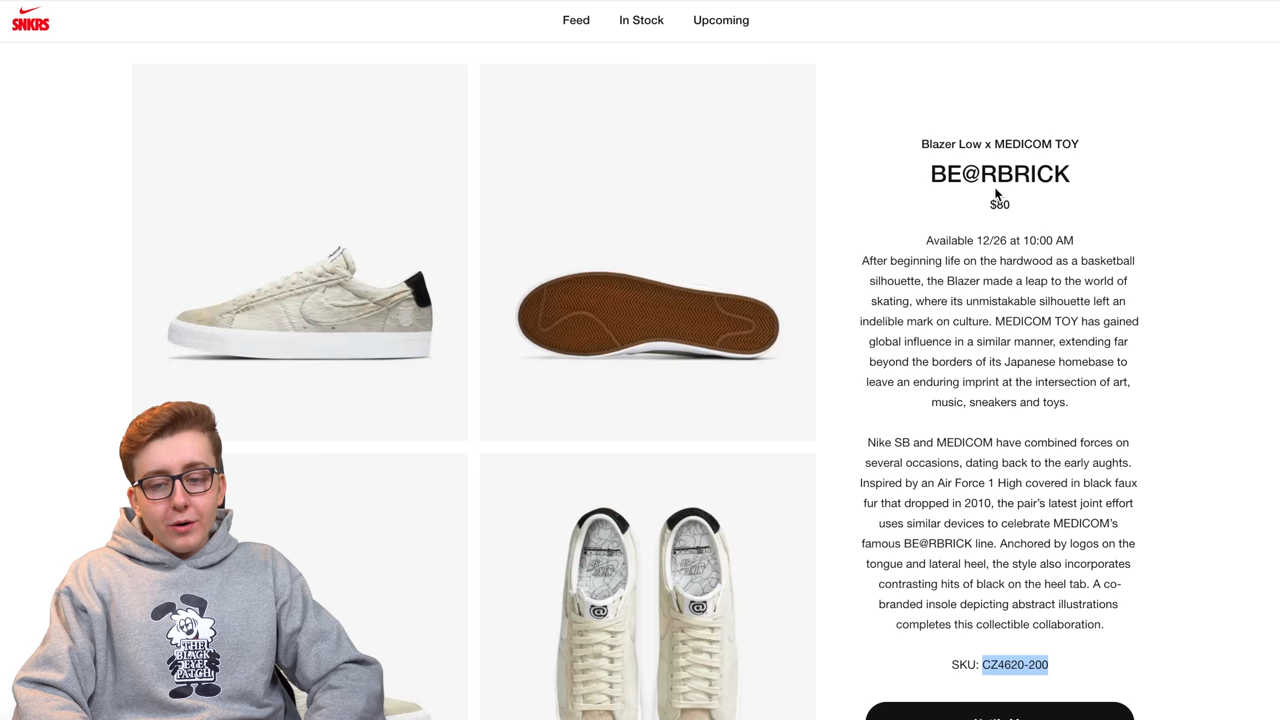 SNKRS
Feed
In Stock
Upcoming
Blazer Low x MEDICOM TOY
BE@RBRICK
$80
Available 12/26 at 10:00 AM
After beginning life on the hardwood as a basketball
silhouette, the Blazer made a leap to the world of
skating, where its unmistakable silhouette left an
indelible mark on culture. MEDICOM TOY has gained
global influence in a similar manner, extending far
beyond the borders of its Japanese homebase to
leave an enduring imprint at the intersection of art,
music, sneakers and toys.
Nike SB and MEDICOM have combined forces on
several occasions, dating back to the early aughts.
Inspired by an Air Force 1 High covered in black faux
fur that dropped in 2010, the pair’s latest joint effort
uses similar devices to celebrate MEDICOM’s
famous BE@RBRICK line. Anchored by logos on the
tongue and lateral heel, the style also incorporates
contrasting hits of black on the heel tab. A co-
branded insole depicting abstract illustrations
completes this collectible collaboration.
SKU: CZ4620-200
THE
BLACK
EYE
PATCH